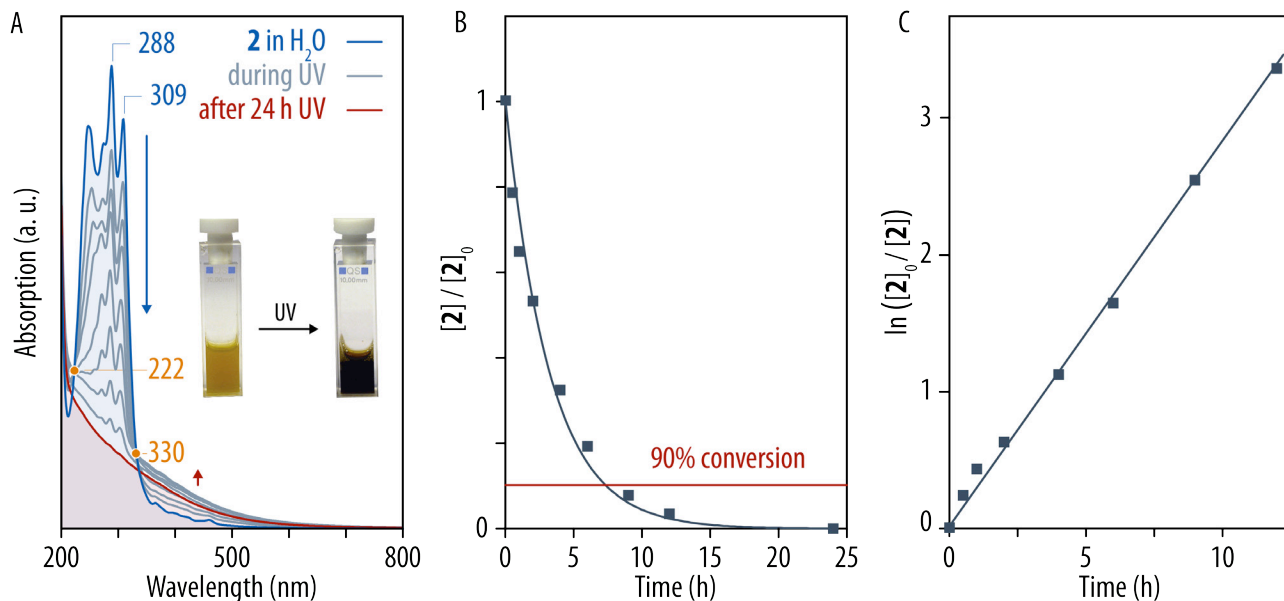 A
2 in H₂O
during UV
after 24 h UV
288
309
222
330
UV
QS
10,00mm
Absorption (a. u.)
200
500
800
Wavelength (nm)
B
[2] / [2]₀
1
0
90% conversion
0
5
10
15
20
25
Time (h)
C
ln ([2]₀ / [2])
3
2
1
0
0
5
10
Time (h)